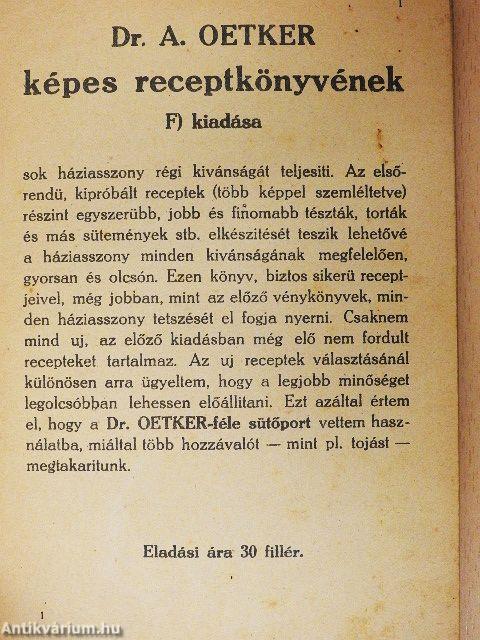 1
Dr. A. OETKER
képes receptkönyvének
F) kiadása
sok háziasszony régi kivánságát teljesiti. Az első-
rendü, kipróbált receptek (több képpel szemléltetve)
részint egyszerübb, jobb és finomabb tészták, torták
és más sütemények stb. elkészitését teszik lehetővé
a háziasszony minden kivánságának megfelelően,
gyorsan és olcsón. Ezen könyv, biztos sikerü recept-
jeivel, még jobban, mint az előző vénykönyvek, min-
den háziasszony tetszését el fogja nyerni. Csaknem
mind uj, az előző kiadásban még elő nem fordult
recepteket tartalmaz. Az uj receptek választásánál
különösen arra ügyeltem, hogy a legjobb minőséget
legolcsóbban lehessen előállitani. Ezt azáltal értem
el, hogy a Dr. OETKER-féle sütőport vettem hasz-
nálatba, miáltal több hozzávalót — mint pl. tojást —
megtakaritunk.
Eladási ára 30 fillér.
1
Antikvárium.hu